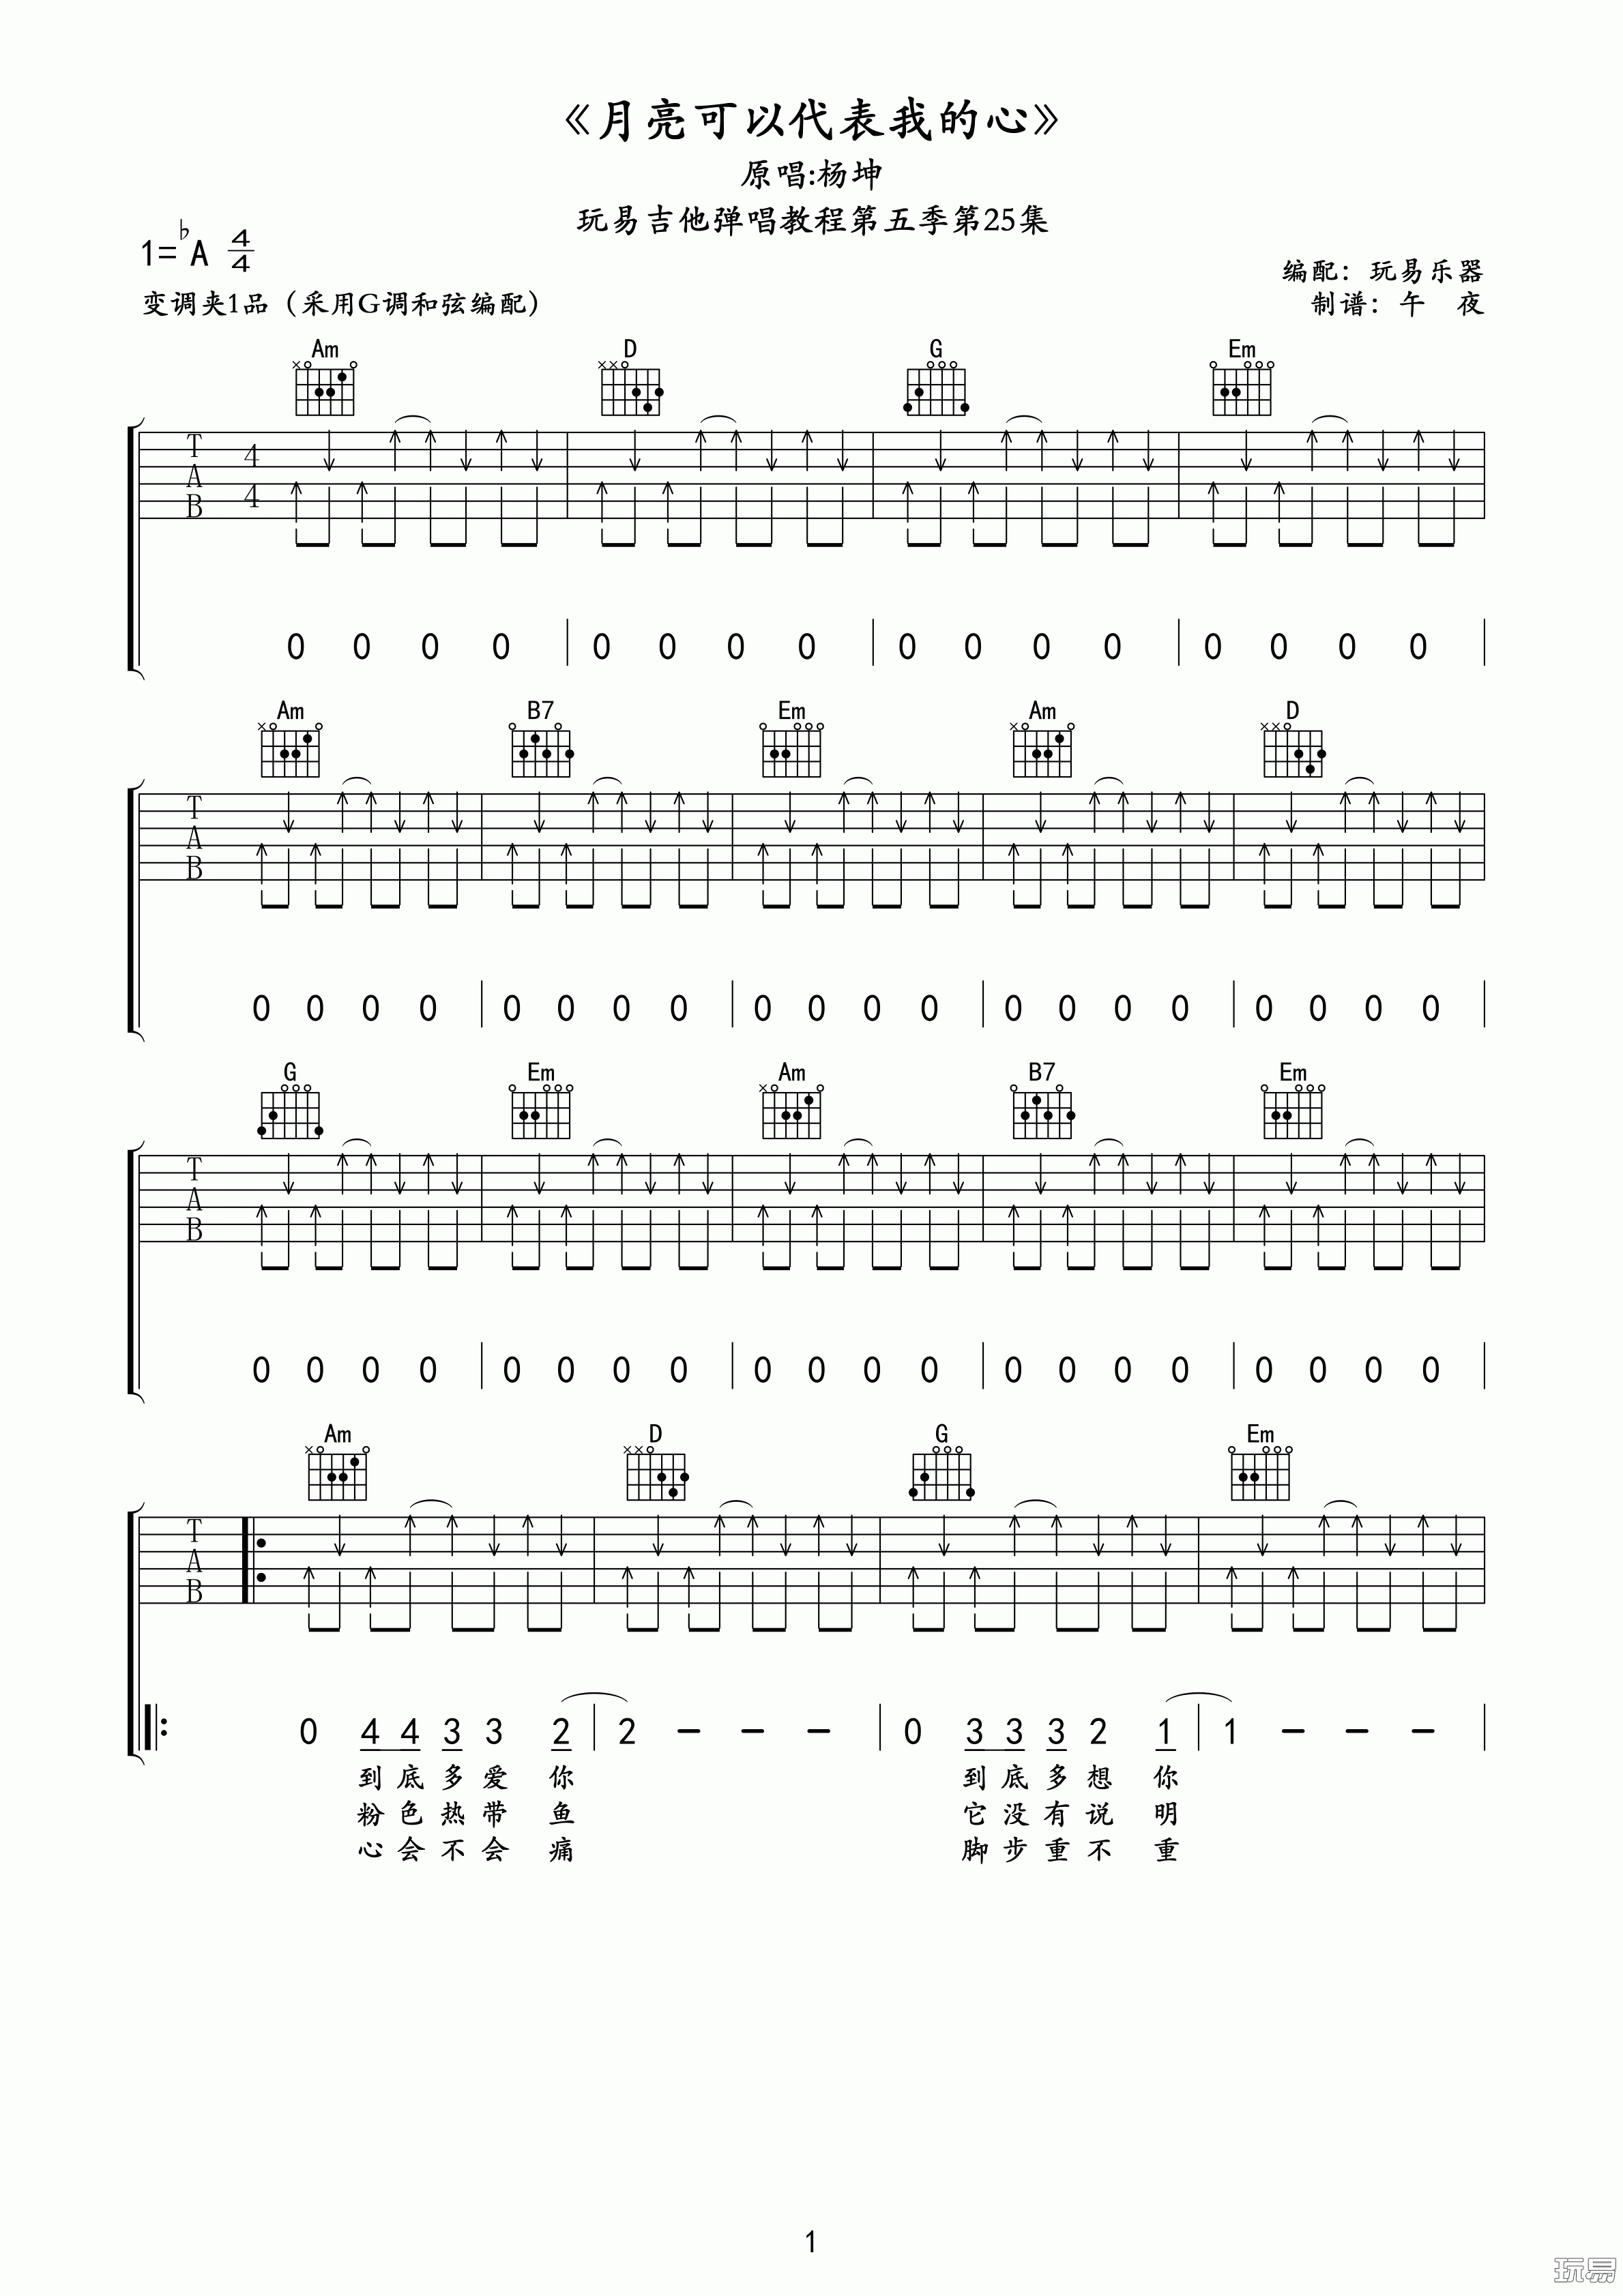 《月亮可以代表我的心》
原唱:杨坤
玩易吉他弹唱教程第五季第25集
1=♭A 4/4
变调夹1品（采用G调和弦编配）
编配：玩易乐器
制谱：午 夜
Am D G Em
T A B 4/4
0 0 0 0 | 0 0 0 0 | 0 0 0 0 | 0 0 0 0 |
Am B7 Em Am D
T A B
0 0 0 0 | 0 0 0 0 | 0 0 0 0 | 0 0 0 0 | 0 0 0 0 |
G Em Am B7 Em
T A B
0 0 0 0 | 0 0 0 0 | 0 0 0 0 | 0 0 0 0 | 0 0 0 0 |
Am D G Em
T A B
0 4 4 3 3 2 | 2 - - - | 0 3 3 3 2 1 | 1 - - - |
到底多爱你 到底多想你
粉色热带鱼 它没有说明
心会不会痛 脚步重不重
1
玩易